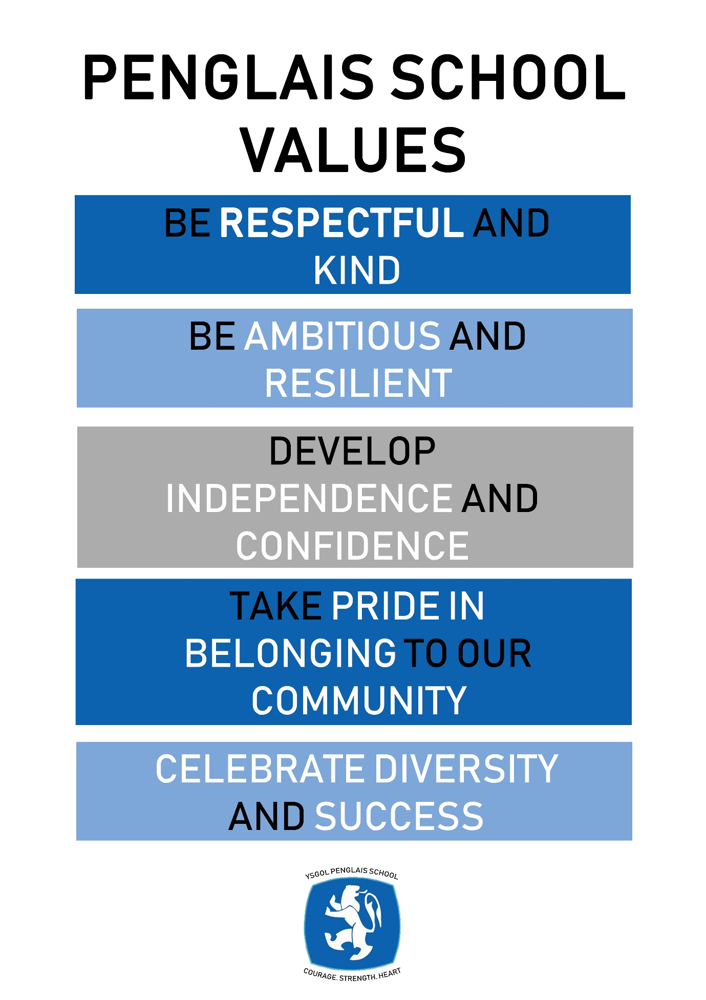 PENGLAIS SCHOOL
VALUES
BE RESPECTFUL AND
KIND
BE AMBITIOUS AND
RESILIENT
DEVELOP
INDEPENDENCE AND
CONFIDENCE
TAKE PRIDE IN
BELONGING TO OUR
COMMUNITY
CELEBRATE DIVERSITY
AND SUCCESS
YSGOL PENGLAIS SCHOOL
COURAGE. STRENGTH. HEART